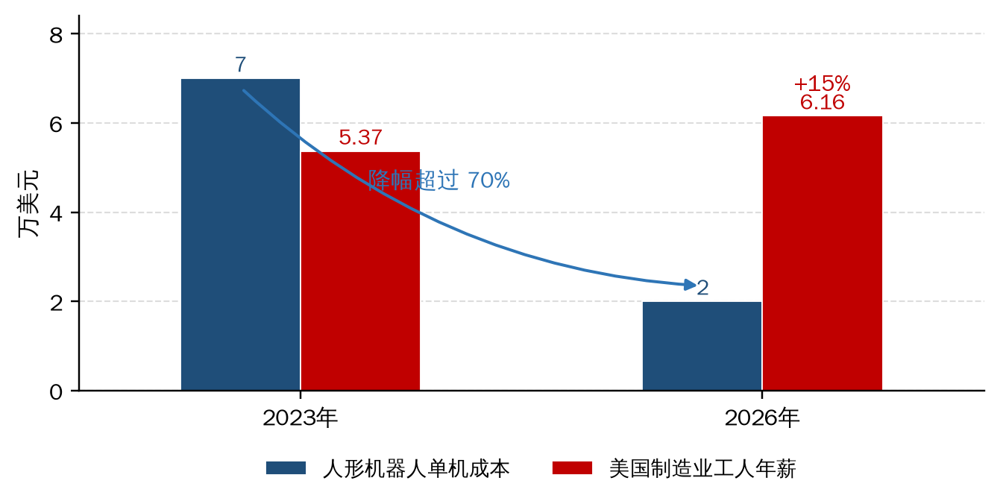 万美元
8
6
4
2
0
7
5.37
降幅超过 70%
2
+15%
6.16
2023年
2026年
人形机器人单机成本
美国制造业工人年薪